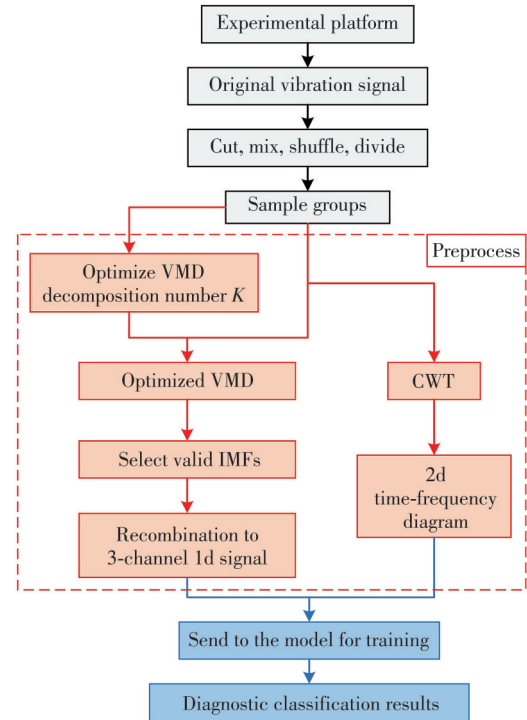 Experimental platform
Original vibration signal
Cut, mix, shuffle, divide
Sample groups
Preprocess
Optimize VMD
decomposition number K
Optimized VMD
CWT
Select valid IMFs
2d
time-frequency
diagram
Recombination to
3-channel 1d signal
Send to the model for training
Diagnostic classification results